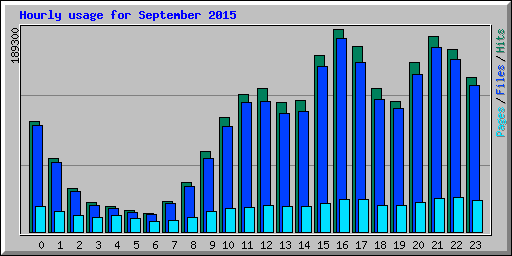 Hourly usage for September 2015
189300
Pages/Files/Hits
0 1 2 3 4 5 6 7 8 9 10 11 12 13 14 15 16 17 18 19 20 21 22 23